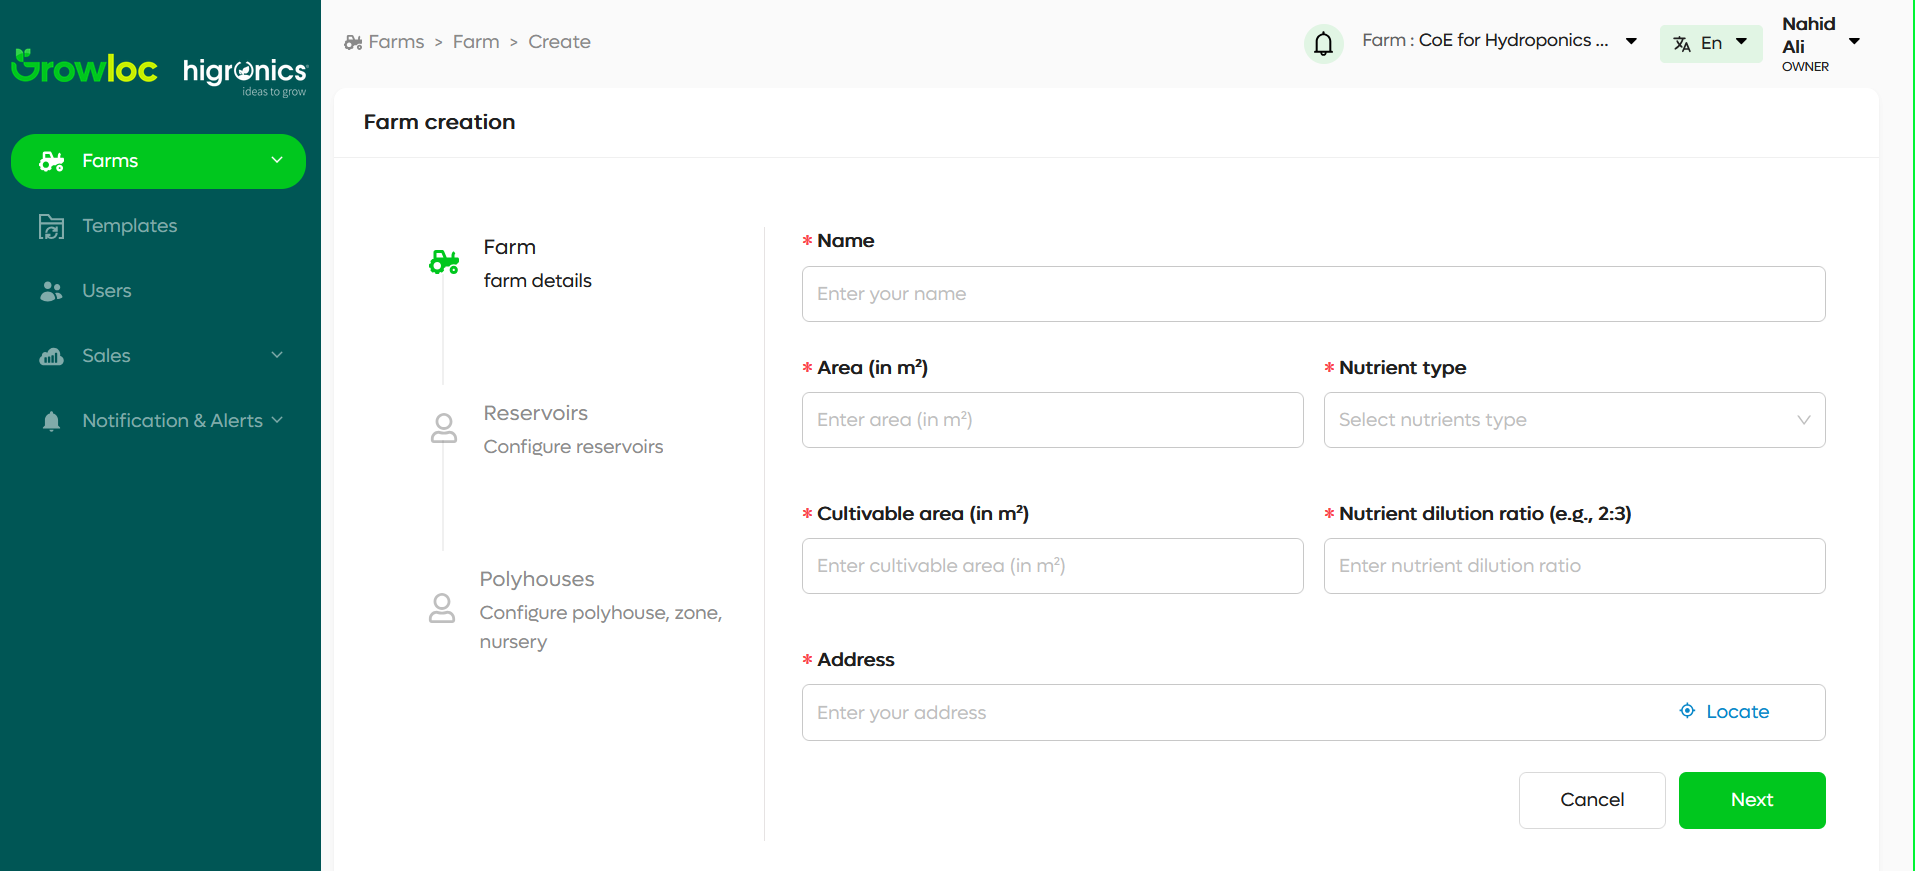 Growloc
higronics
ideas to grow
Farms
Templates
Users
Sales
Notification & Alerts
Farms > Farm > Create
Farm : CoE for Hydroponics ...
En
Nahid
Ali
OWNER
Farm creation
Farm
farm details
Reservoirs
Configure reservoirs
Polyhouses
Configure polyhouse, zone,
nursery
* Name
Enter your name
* Area (in m²)
Enter area (in m²)
* Nutrient type
Select nutrients type
* Cultivable area (in m²)
Enter cultivable area (in m²)
* Nutrient dilution ratio (e.g., 2:3)
Enter nutrient dilution ratio
* Address
Enter your address
Locate
Cancel
Next